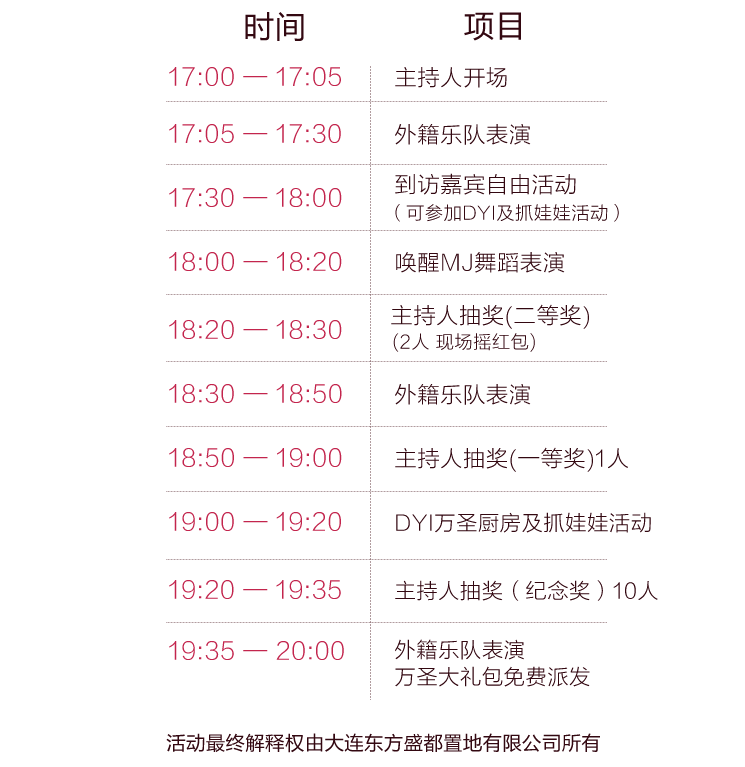 时间 项目
17:00 — 17:05 主持人开场
17:05 — 17:30 外籍乐队表演
17:30 — 18:00 到访嘉宾自由活动
（可参加DYI及抓娃娃活动）
18:00 — 18:20 唤醒MJ舞蹈表演
18:20 — 18:30 主持人抽奖(二等奖)
(2人 现场摇红包)
18:30 — 18:50 外籍乐队表演
18:50 — 19:00 主持人抽奖(一等奖)1人
19:00 — 19:20 DYI万圣厨房及抓娃娃活动
19:20 — 19:35 主持人抽奖（纪念奖）10人
19:35 — 20:00 外籍乐队表演
万圣大礼包免费派发
活动最终解释权由大连东方盛都置地有限公司所有